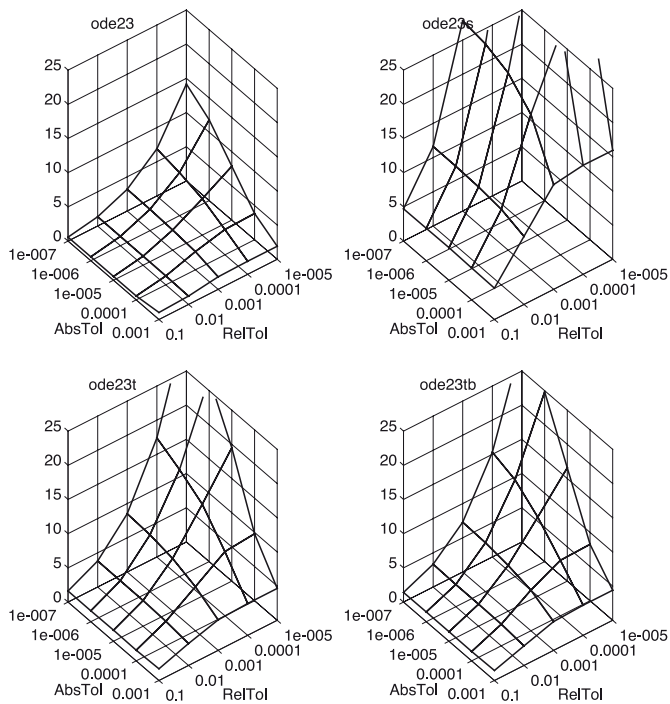 ode23
25
20
15
10
5
0
1e-007
1e-006
1e-005
0.0001
0.001
AbsTol
0.1
0.01
0.001
0.0001
1e-005
RelTol
ode23s
25
20
15
10
5
0
1e-007
1e-006
1e-005
0.0001
0.001
AbsTol
0.1
0.01
0.001
0.0001
1e-005
RelTol
ode23t
25
20
15
10
5
0
1e-007
1e-006
1e-005
0.0001
0.001
AbsTol
0.1
0.01
0.001
0.0001
1e-005
RelTol
ode23tb
25
20
15
10
5
0
1e-007
1e-006
1e-005
0.0001
0.001
AbsTol
0.1
0.01
0.001
0.0001
1e-005
RelTol